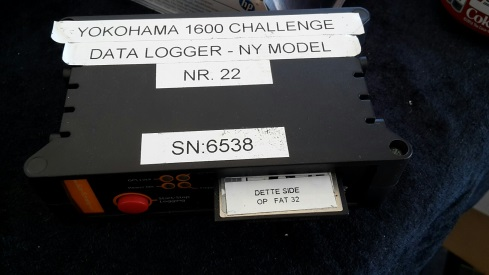 YOKOHAMA 1600 CHALLENGE
DATA LOGGER - NY MODEL
NR. 22
SN:6538
DETTE SIDE
OP FAT 32